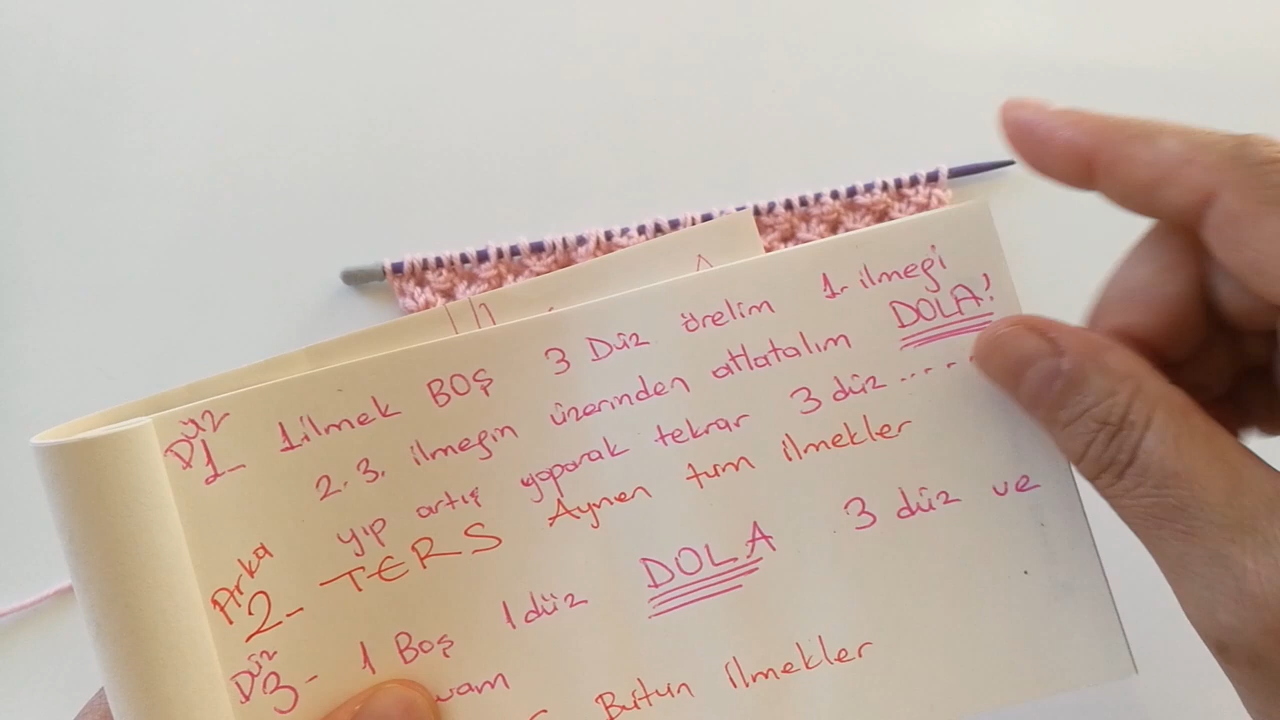 Düz
1- 1 ilmek BOŞ 3 Düz örelim 1. ilmeği
2. 3. ilmeğin üzerinden atlatalım DOLA!
yıp artış yaparak tekrar 3 düz ....
Arka
2- TERS Aynen tüm ilmekler
Düz
3- 1 Boş 1 düz DOLA 3 düz ve
Bütün ilmekler